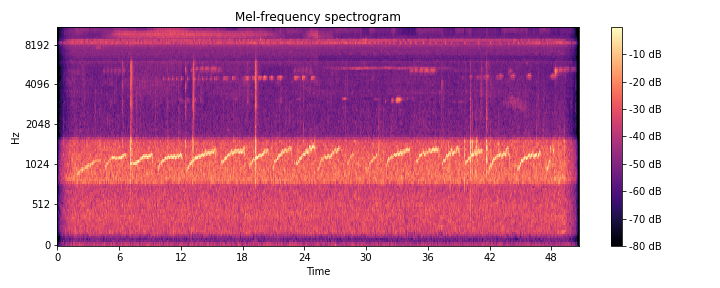 Mel-frequency spectrogram
Hz
8192
4096
2048
1024
512
0
0 6 12 18 24 30 36 42 48
Time
-10 dB
-20 dB
-30 dB
-40 dB
-50 dB
-60 dB
-70 dB
-80 dB